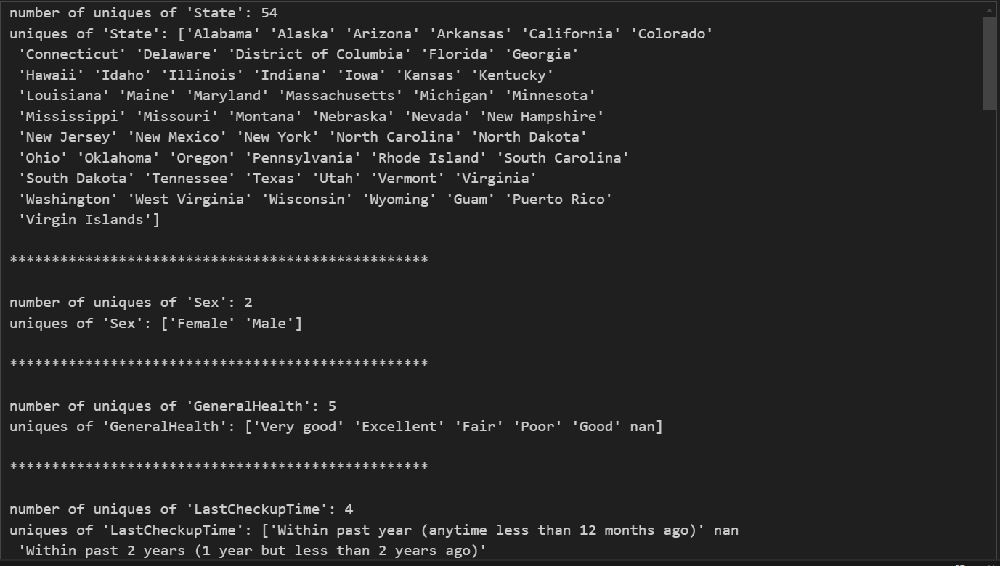 number of uniques of 'State': 54
uniques of 'State': ['Alabama' 'Alaska' 'Arizona' 'Arkansas' 'California' 'Colorado'
 'Connecticut' 'Delaware' 'District of Columbia' 'Florida' 'Georgia'
 'Hawaii' 'Idaho' 'Illinois' 'Indiana' 'Iowa' 'Kansas' 'Kentucky'
 'Louisiana' 'Maine' 'Maryland' 'Massachusetts' 'Michigan' 'Minnesota'
 'Mississippi' 'Missouri' 'Montana' 'Nebraska' 'Nevada' 'New Hampshire'
 'New Jersey' 'New Mexico' 'New York' 'North Carolina' 'North Dakota'
 'Ohio' 'Oklahoma' 'Oregon' 'Pennsylvania' 'Rhode Island' 'South Carolina'
 'South Dakota' 'Tennessee' 'Texas' 'Utah' 'Vermont' 'Virginia'
 'Washington' 'West Virginia' 'Wisconsin' 'Wyoming' 'Guam' 'Puerto Rico'
 'Virgin Islands']
**************************************************
number of uniques of 'Sex': 2
uniques of 'Sex': ['Female' 'Male']
**************************************************
number of uniques of 'GeneralHealth': 5
uniques of 'GeneralHealth': ['Very good' 'Excellent' 'Fair' 'Poor' 'Good' nan]
**************************************************
number of uniques of 'LastCheckupTime': 4
uniques of 'LastCheckupTime': ['Within past year (anytime less than 12 months ago)' nan
 'Within past 2 years (1 year but less than 2 years ago)'